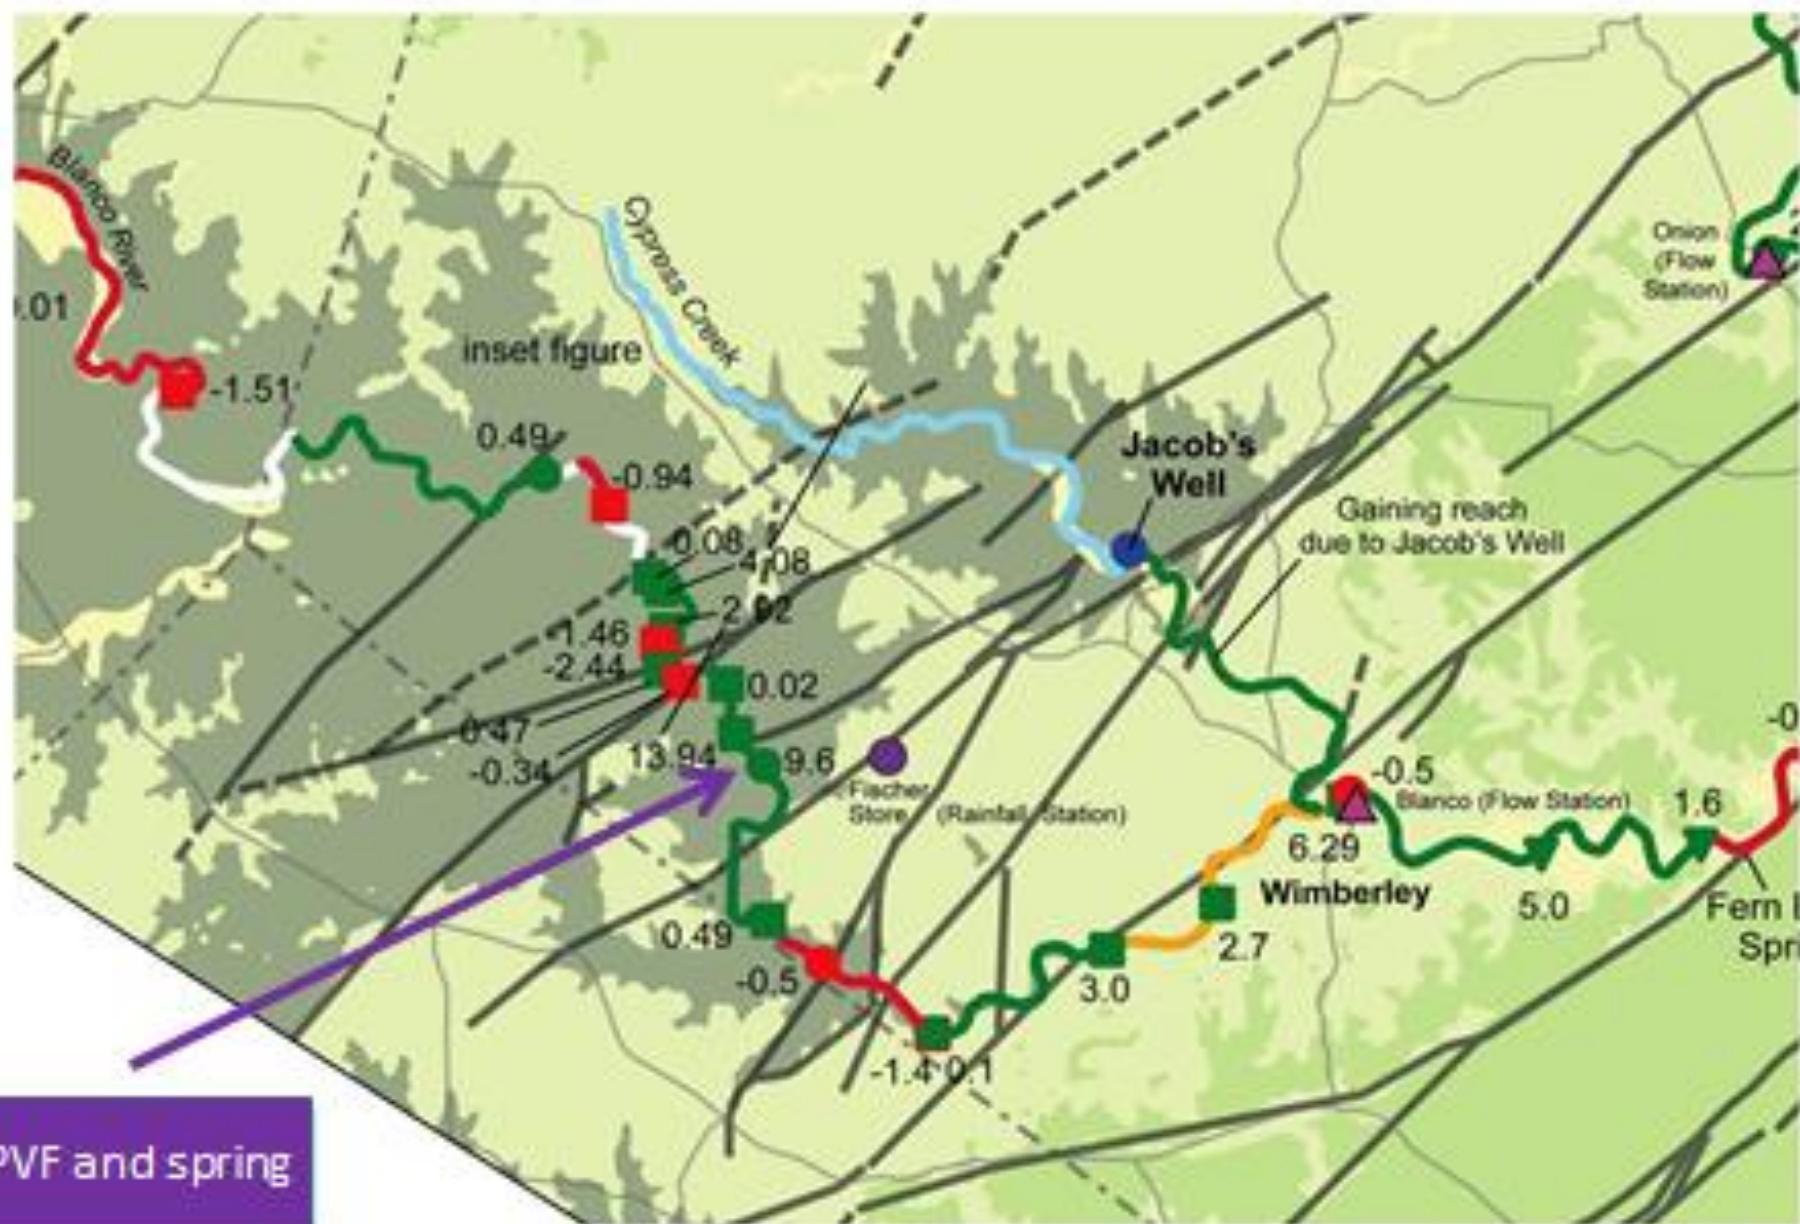 Blanco River
Cypress Creek
Onion
(Flow
Station)
.01
inset figure
-1.51
0.49
-0.94
Jacob's
Well
Gaining reach
due to Jacob's Well
0.08
4.08
-1.46
-2.44
0.02
0.47
-0.34
13.94
9.6
Fischer
Store (Rainfall Station)
-0.5
Blanco (Flow Station)
1.6
6.29
Wimberley
5.0
Fern
Spri
0.49
-0.5
2.7
3.0
-1.4
0.1
PVF and spring